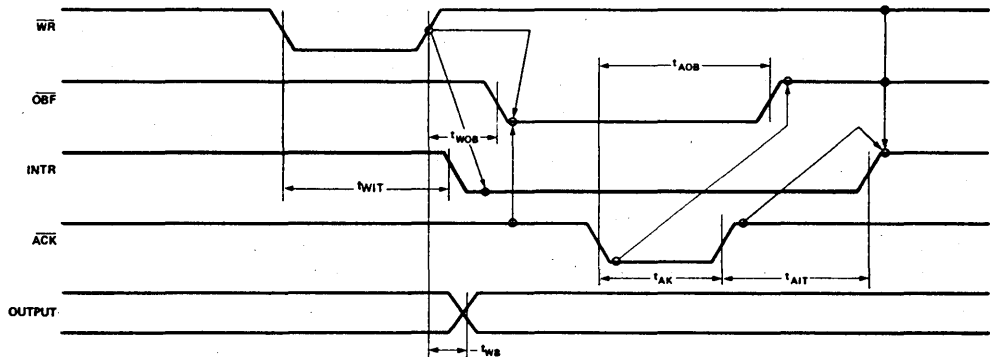 WR
tAOB
OBF
tWOB
INTR
tWIT
ACK
tAK
tAIT
OUTPUT
tWB